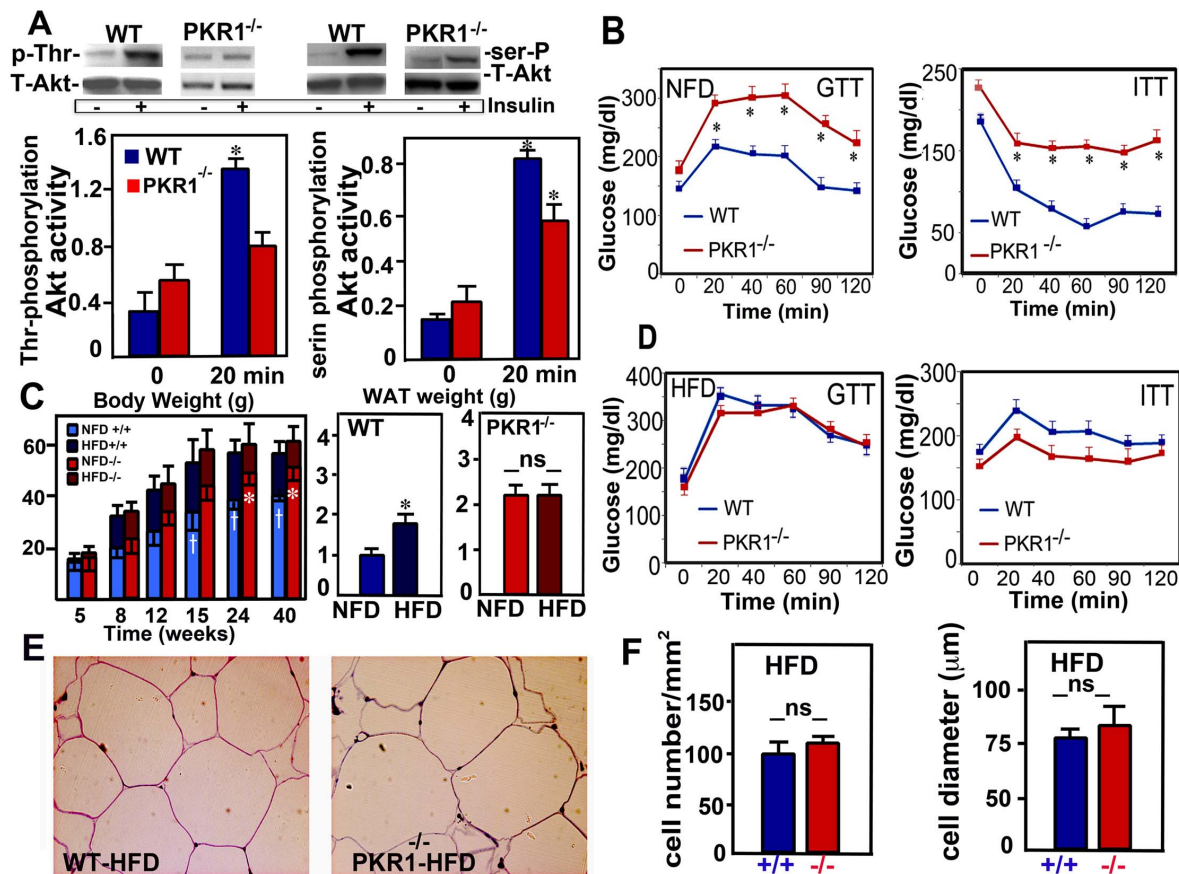 A
WT
PKR1-/-
WT
PKR1-/-
p-Thr-
-ser-P
T-Akt-
-T-Akt
- + - + - + - + Insulin
Thr-phosphorylation
Akt activity
1.6
1.2
0.8
0.4
0
WT
PKR1-/-
*
0 20 min
serin phosphorylation
Akt activity
0.8
0.6
0.4
0.2
0
*
*
0 20 min
B
NFD GTT
Glucose (mg/dl)
300
200
100
0
* * * * *
WT
PKR1-/-
0 20 40 60 90 120
Time (min)
ITT
Glucose (mg/dl)
250
150
50
0
* * * * *
WT
PKR1-/-
0 20 40 60 90 120
Time (min)
C
Body Weight (g)
60
40
20
NFD +/+
HFD+/+
NFD-/-
HFD-/-
† † * † *
5 8 12 15 24 40
Time (weeks)
WAT weight (g)
WT
4
3
2
1
0
*
NFD HFD
PKR1-/-
4
3
2
1
0
ns
NFD HFD
D
HFD GTT
Glucose (mg/dl)
400
300
200
100
0
WT
PKR1-/-
0 20 40 60 90 120
Time (min)
ITT
Glucose (mg/dl)
300
200
100
0
WT
PKR1-/-
0 20 40 60 90 120
Time (min)
E
WT-HFD
PKR1-/--HFD
F
HFD
cell number/mm2
150
100
50
0
ns
+/+ -/-
HFD
cell diameter (μm)
100
75
50
0
ns
+/+ -/-